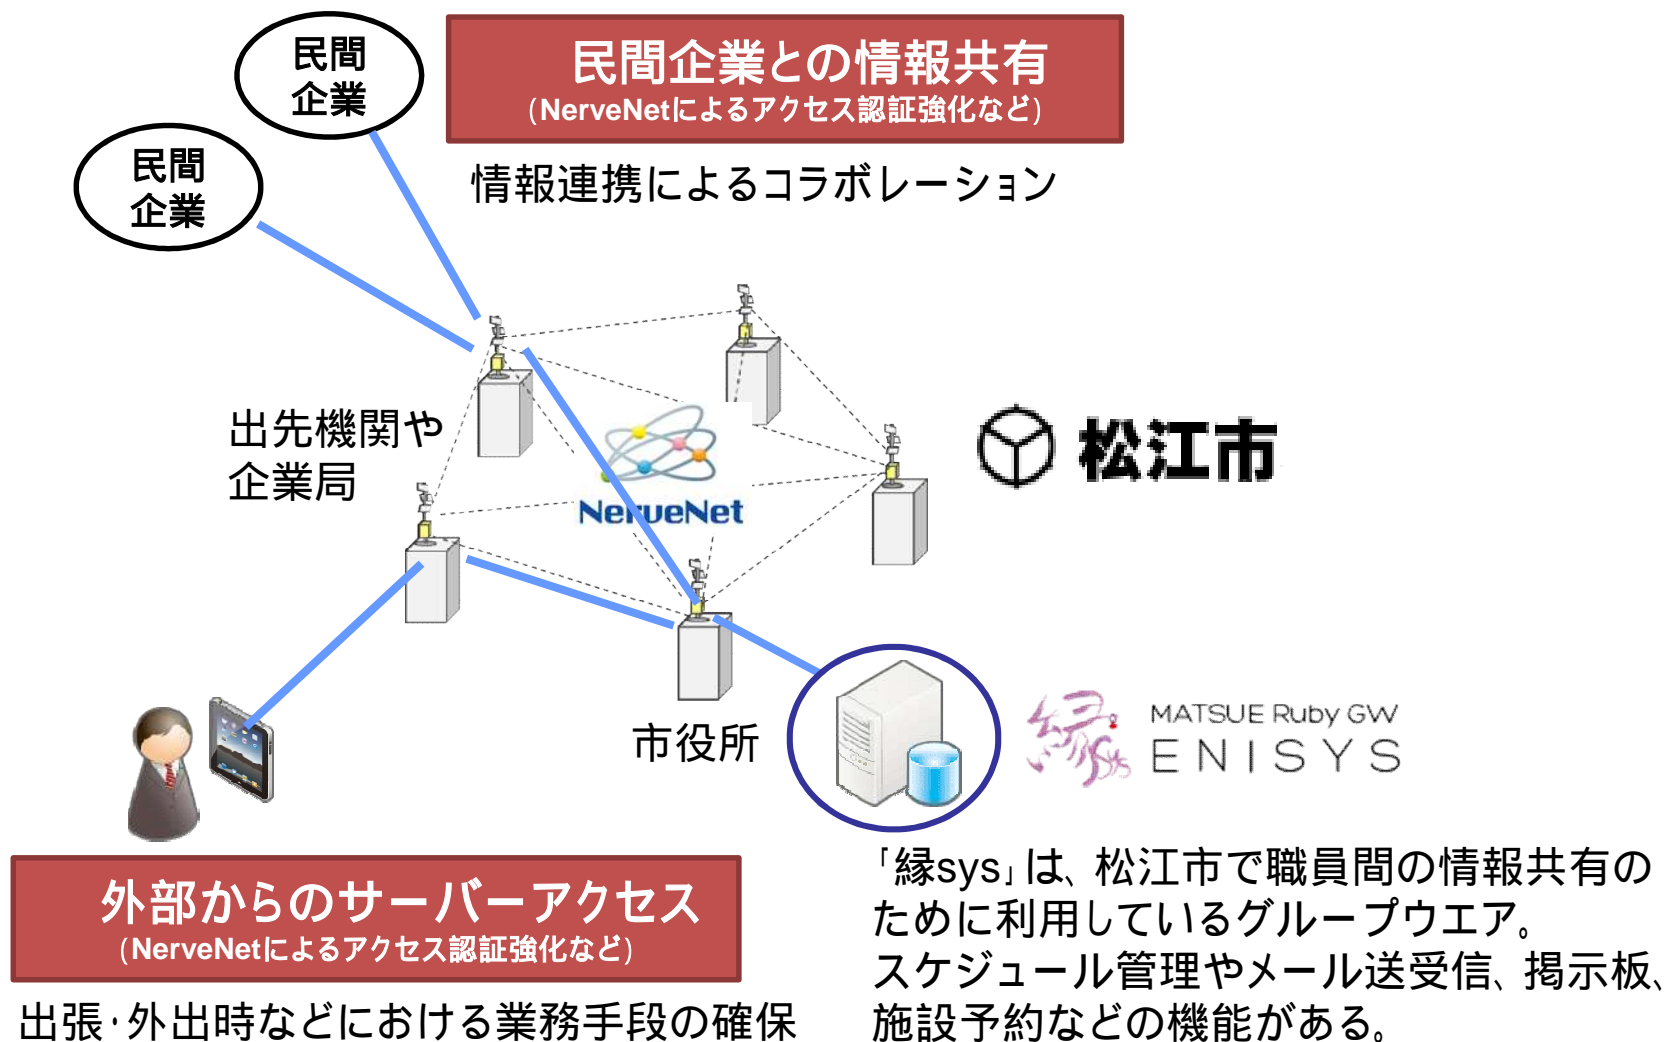 民間
企業
民間企業との情報共有
(NerveNetによるアクセス認証強化など)
民間
企業
情報連携によるコラボレーション
出先機関や
企業局
NerveNet
松江市
市役所
縁sys
MATSUE Ruby GW
ENISYS
外部からのサーバーアクセス
(NerveNetによるアクセス認証強化など)
出張・外出時などにおける業務手段の確保
「縁sys」は、松江市で職員間の情報共有の
ために利用しているグループウエア。
スケジュール管理やメール送受信、掲示板、
施設予約などの機能がある。